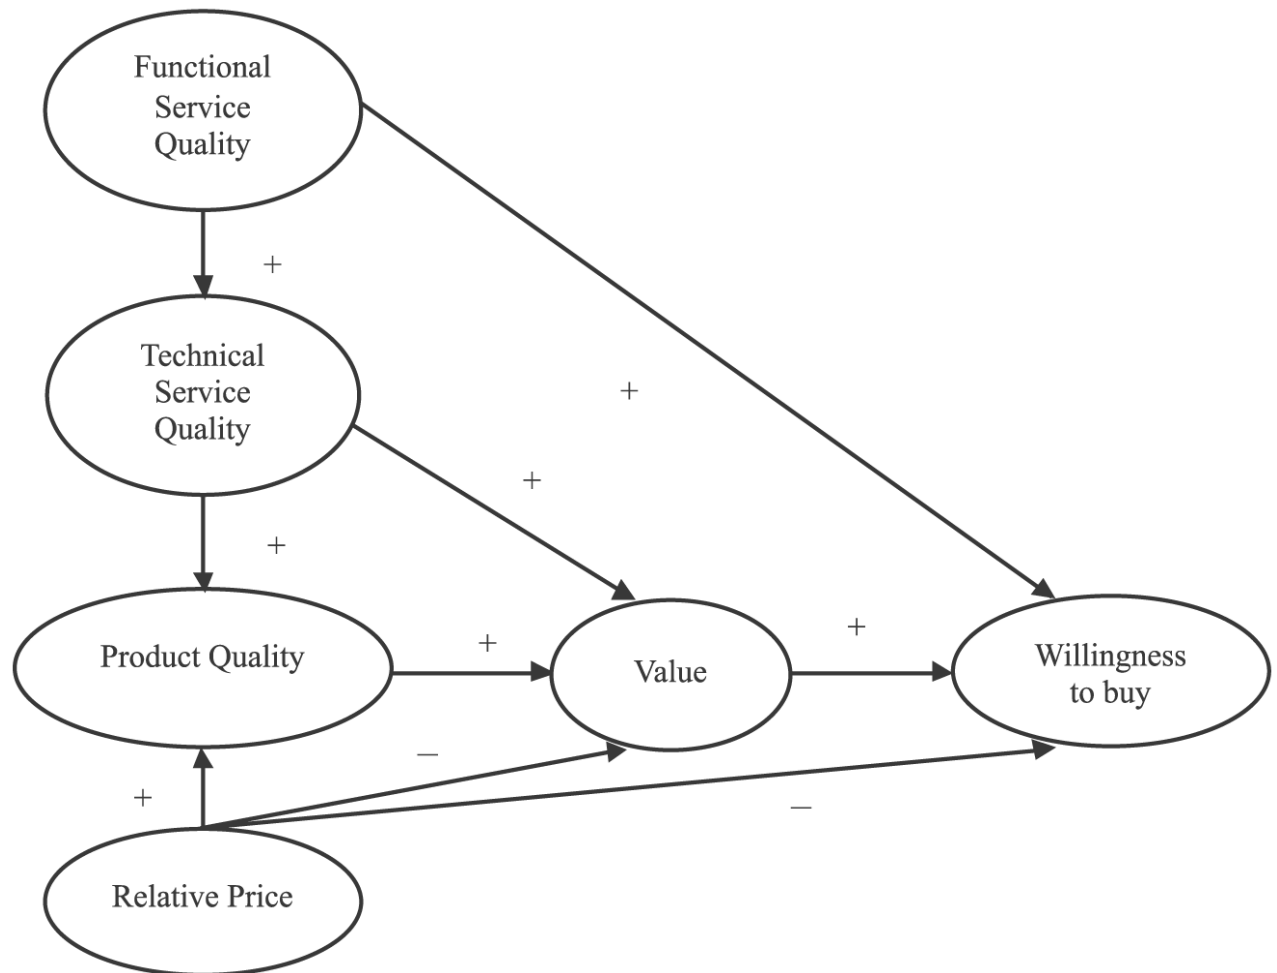 Functional
Service
Quality
+
Technical
Service
Quality
+
+
+
Product Quality
+
Value
+
Willingness
to buy
+
–
–
Relative Price